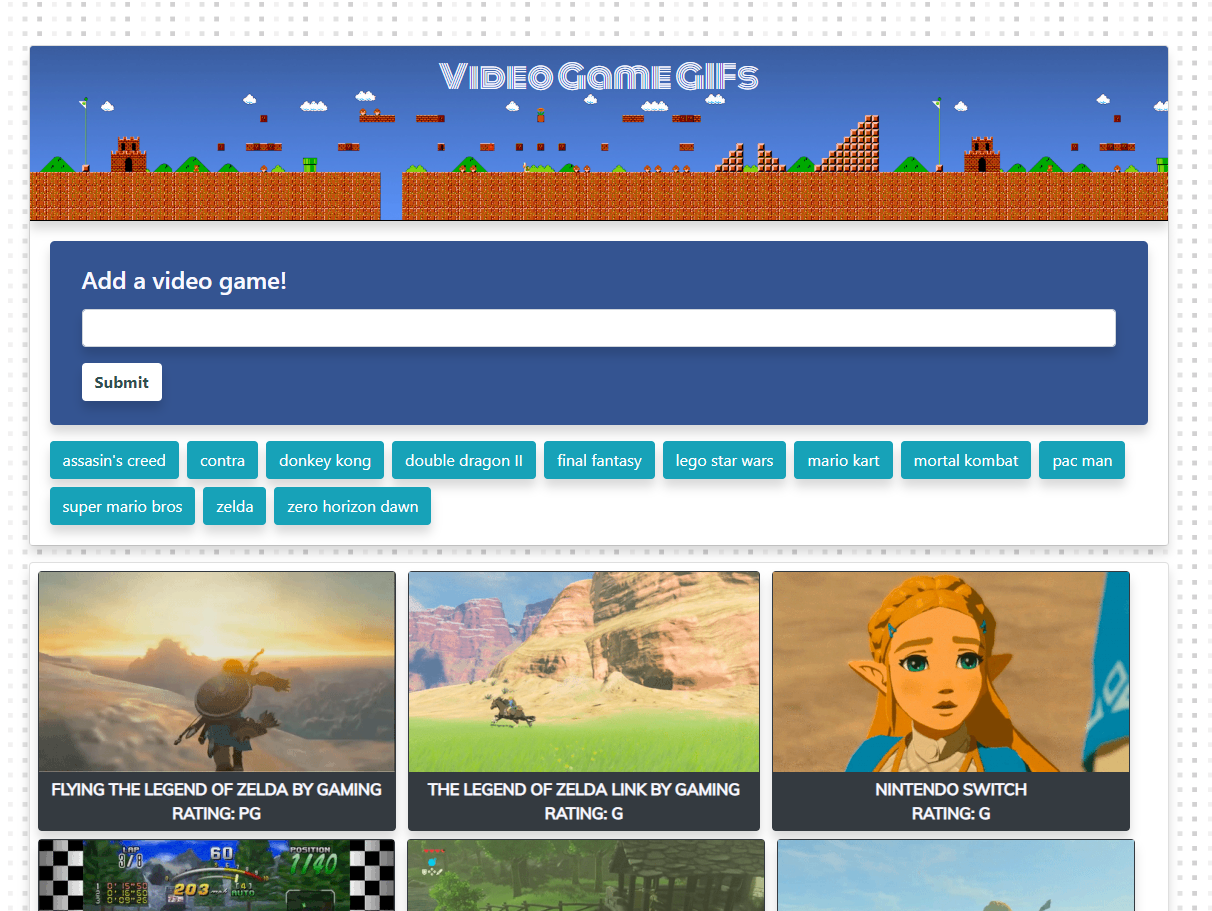 Video Game GIFs
Add a video game!
Submit
assasin's creed contra donkey kong double dragon II final fantasy lego star wars mario kart mortal kombat pac man
super mario bros zelda zero horizon dawn
FLYING THE LEGEND OF ZELDA BY GAMING
RATING: PG
THE LEGEND OF ZELDA LINK BY GAMING
RATING: G
NINTENDO SWITCH
RATING: G
LAP 60 POSITION
3/8 1/40
203
AUTO